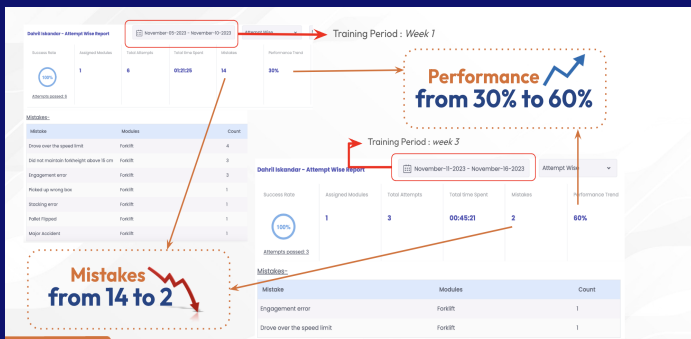 Dahril Iskandar - Attempt Wise Report
November-05-2023 - November-10-2023
Training Period : Week 1
Success Rate
Assigned Modules
Total Attempts
Total time Spent
Mistakes
Performance Trend
100%
1
6
01:21:25
14
30%
Attempts passed: 6
Performance
from 30% to 60%
Mistakes-
Mistake Modules Count
Drove over the speed limit Forklift 4
Did not maintain forkheight above 15 cm Forklift 3
Engagement error Forklift 3
Picked up wrong box Forklift 1
Stacking error Forklift 1
Pallet Flipped Forklift 1
Major Accident Forklift 1
Training Period : week 3
Dahril Iskandar - Attempt Wise Report
November-11-2023 - November-16-2023
Attempt Wise
Success Rate
Assigned Modules
Total Attempts
Total time Spent
Mistakes
Performance Trend
100%
1
3
00:45:21
2
60%
Attempts passed: 3
Mistakes
from 14 to 2
Mistakes-
Mistake Modules Count
Engagement error Forklift 1
Drove over the speed limit Forklift 1